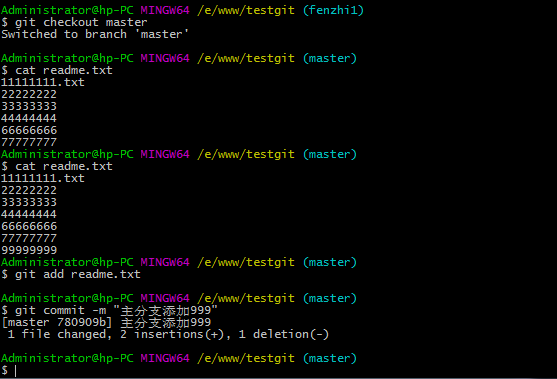 Administrator@hp-PC MINGW64 /e/www/testgit (fenzhi1)
$ git checkout master
Switched to branch 'master'
Administrator@hp-PC MINGW64 /e/www/testgit (master)
$ cat readme.txt
11111111.txt
22222222
33333333
44444444
66666666
77777777
Administrator@hp-PC MINGW64 /e/www/testgit (master)
$ cat readme.txt
11111111.txt
22222222
33333333
44444444
66666666
77777777
99999999
Administrator@hp-PC MINGW64 /e/www/testgit (master)
$ git add readme.txt
Administrator@hp-PC MINGW64 /e/www/testgit (master)
$ git commit -m "主分支添加999"
[master 780909b] 主分支添加999
1 file changed, 2 insertions(+), 1 deletion(-)
Administrator@hp-PC MINGW64 /e/www/testgit (master)
$